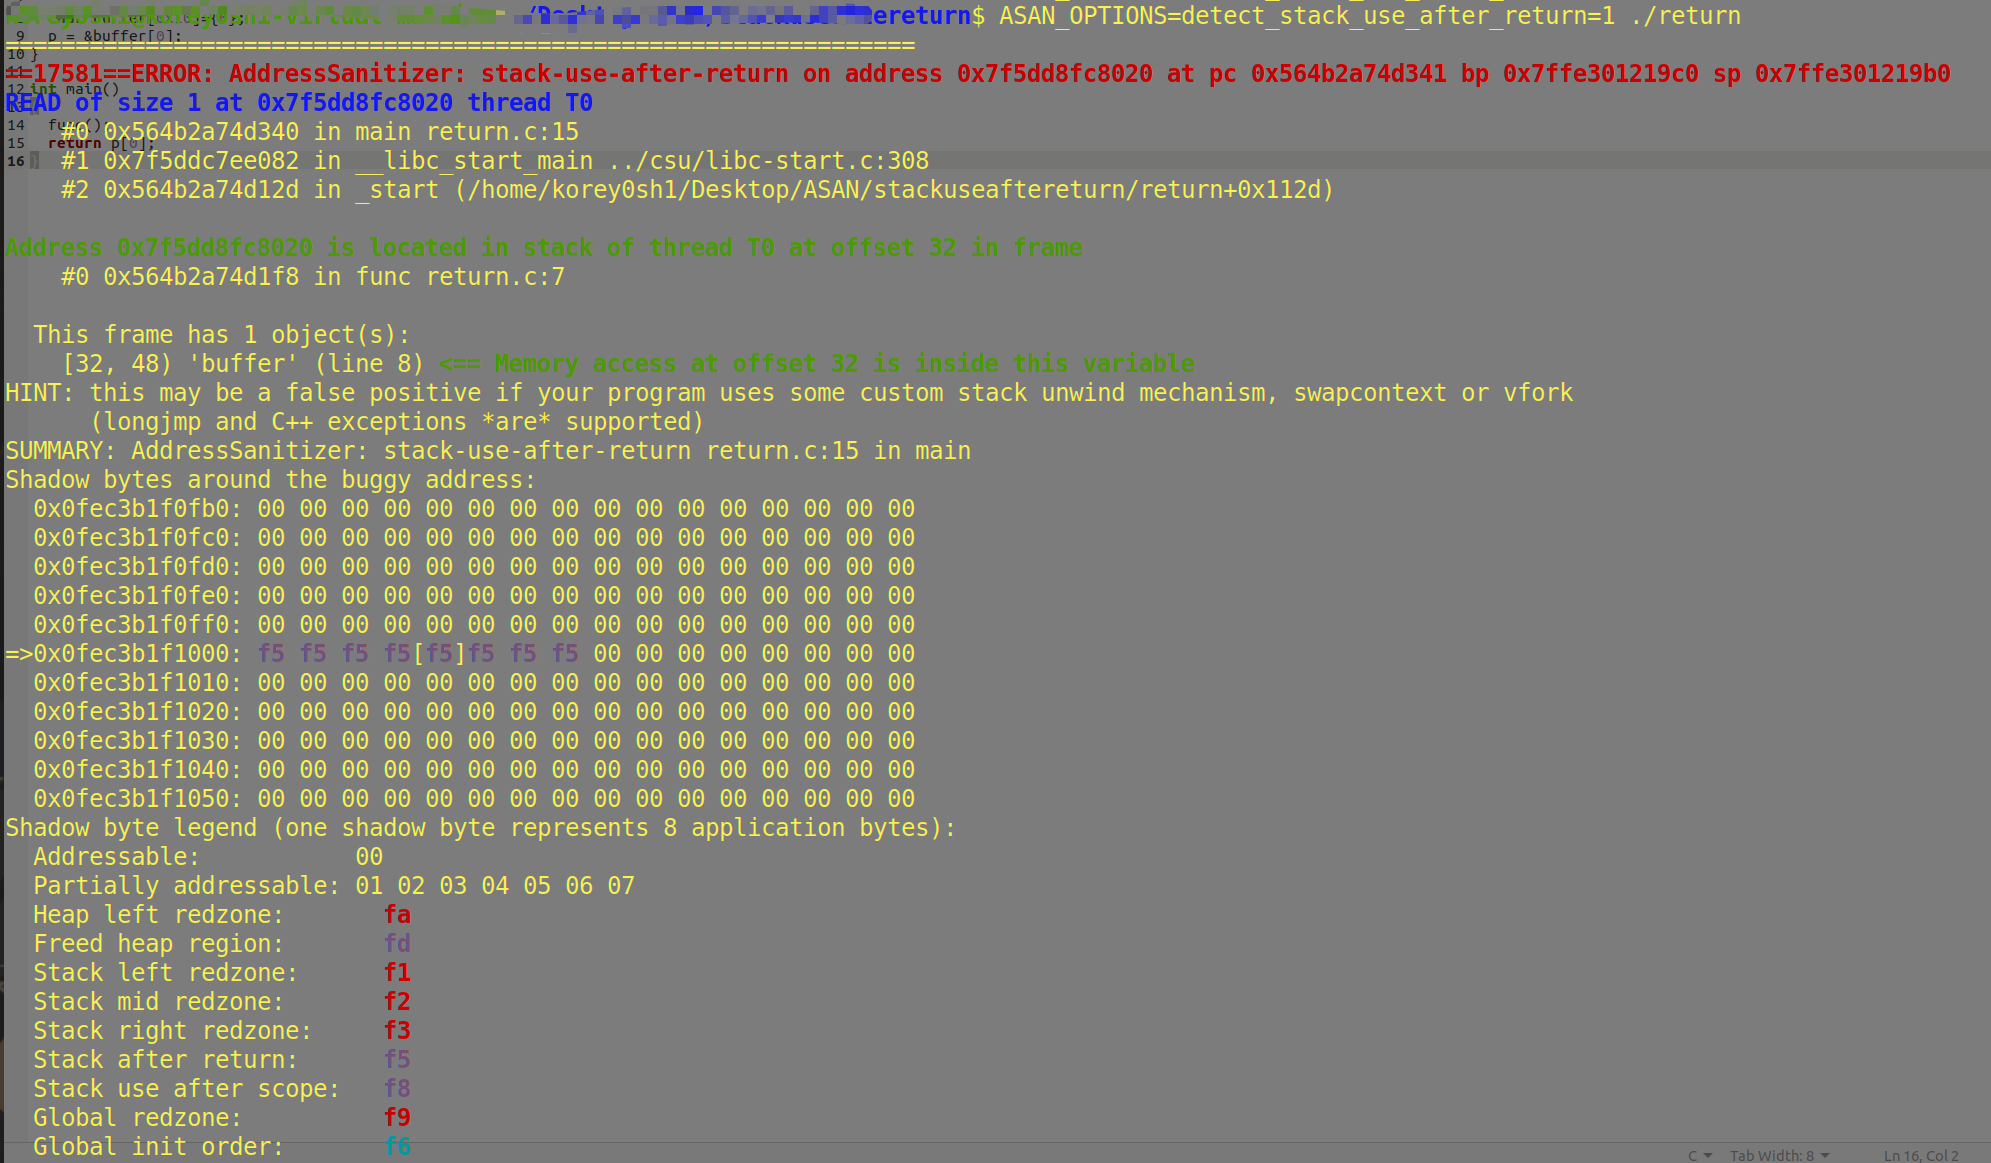 ereturn$ ASAN_OPTIONS=detect_stack_use_after_return=1 ./return
9 p = &buffer[0];
=================================================================
10 }
==17581==ERROR: AddressSanitizer: stack-use-after-return on address 0x7f5dd8fc8020 at pc 0x564b2a74d341 bp 0x7ffe301219c0 sp 0x7ffe301219b0
12 int main()
READ of size 1 at 0x7f5dd8fc8020 thread T0
14 func();
#0 0x564b2a74d340 in main return.c:15
15 return p[0];
16 }
#1 0x7f5ddc7ee082 in __libc_start_main ../csu/libc-start.c:308
#2 0x564b2a74d12d in _start (/home/korey0sh1/Desktop/ASAN/stackuseaftereturn/return+0x112d)
Address 0x7f5dd8fc8020 is located in stack of thread T0 at offset 32 in frame
#0 0x564b2a74d1f8 in func return.c:7
This frame has 1 object(s):
[32, 48) 'buffer' (line 8) <== Memory access at offset 32 is inside this variable
HINT: this may be a false positive if your program uses some custom stack unwind mechanism, swapcontext or vfork
(longjmp and C++ exceptions *are* supported)
SUMMARY: AddressSanitizer: stack-use-after-return return.c:15 in main
Shadow bytes around the buggy address:
0x0fec3b1f0fb0: 00 00 00 00 00 00 00 00 00 00 00 00 00 00 00 00
0x0fec3b1f0fc0: 00 00 00 00 00 00 00 00 00 00 00 00 00 00 00 00
0x0fec3b1f0fd0: 00 00 00 00 00 00 00 00 00 00 00 00 00 00 00 00
0x0fec3b1f0fe0: 00 00 00 00 00 00 00 00 00 00 00 00 00 00 00 00
0x0fec3b1f0ff0: 00 00 00 00 00 00 00 00 00 00 00 00 00 00 00 00
=>0x0fec3b1f1000: f5 f5 f5 f5[f5]f5 f5 f5 00 00 00 00 00 00 00 00
0x0fec3b1f1010: 00 00 00 00 00 00 00 00 00 00 00 00 00 00 00 00
0x0fec3b1f1020: 00 00 00 00 00 00 00 00 00 00 00 00 00 00 00 00
0x0fec3b1f1030: 00 00 00 00 00 00 00 00 00 00 00 00 00 00 00 00
0x0fec3b1f1040: 00 00 00 00 00 00 00 00 00 00 00 00 00 00 00 00
0x0fec3b1f1050: 00 00 00 00 00 00 00 00 00 00 00 00 00 00 00 00
Shadow byte legend (one shadow byte represents 8 application bytes):
Addressable: 00
Partially addressable: 01 02 03 04 05 06 07
Heap left redzone: fa
Freed heap region: fd
Stack left redzone: f1
Stack mid redzone: f2
Stack right redzone: f3
Stack after return: f5
Stack use after scope: f8
Global redzone: f9
Global init order: f6
C Tab Width: 8 Ln 16, Col 2